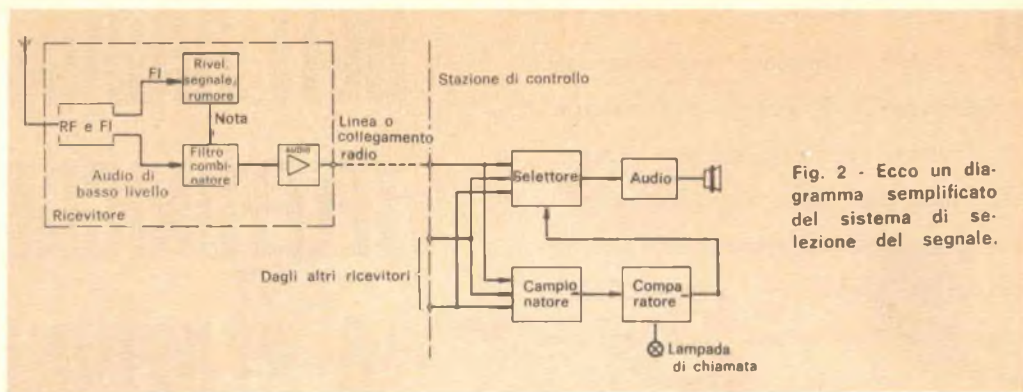 FI
Rivel.
segnale/
rumore
Stazione di controllo
RF e FI
Nota
Linea o
collegamento
radio
Filtro
combi-
natore
AUDIO
Audio di
basso livello
Ricevitore
Selettore
Audio
Dagli altri ricevitori
Campio
natore
Compa
ratore
Lampada
di chiamata
Fig. 2 - Ecco un dia-
gramma semplificato
del sistema di se-
lezione del segnale.